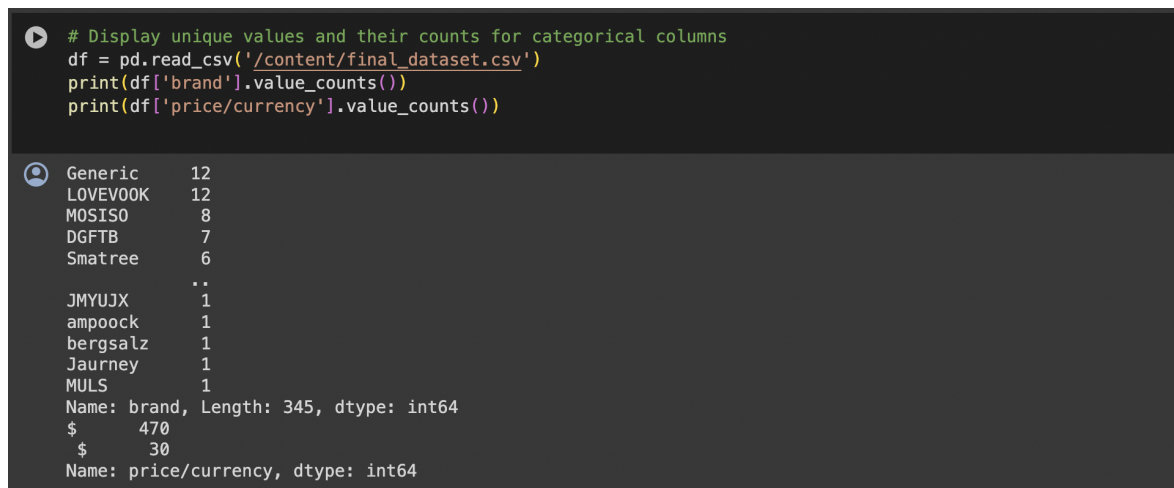 # Display unique values and their counts for categorical columns
df = pd.read_csv('/content/final_dataset.csv')
print(df['brand'].value_counts())
print(df['price/currency'].value_counts())
Generic     12
LOVEVOOK    12
MOSISO       8
DGFTB        7
Smatree      6
            ..
JMYUJX       1
ampoock      1
bergsalz     1
Jaurney      1
MULS         1
Name: brand, Length: 345, dtype: int64
$      470
 $      30
Name: price/currency, dtype: int64